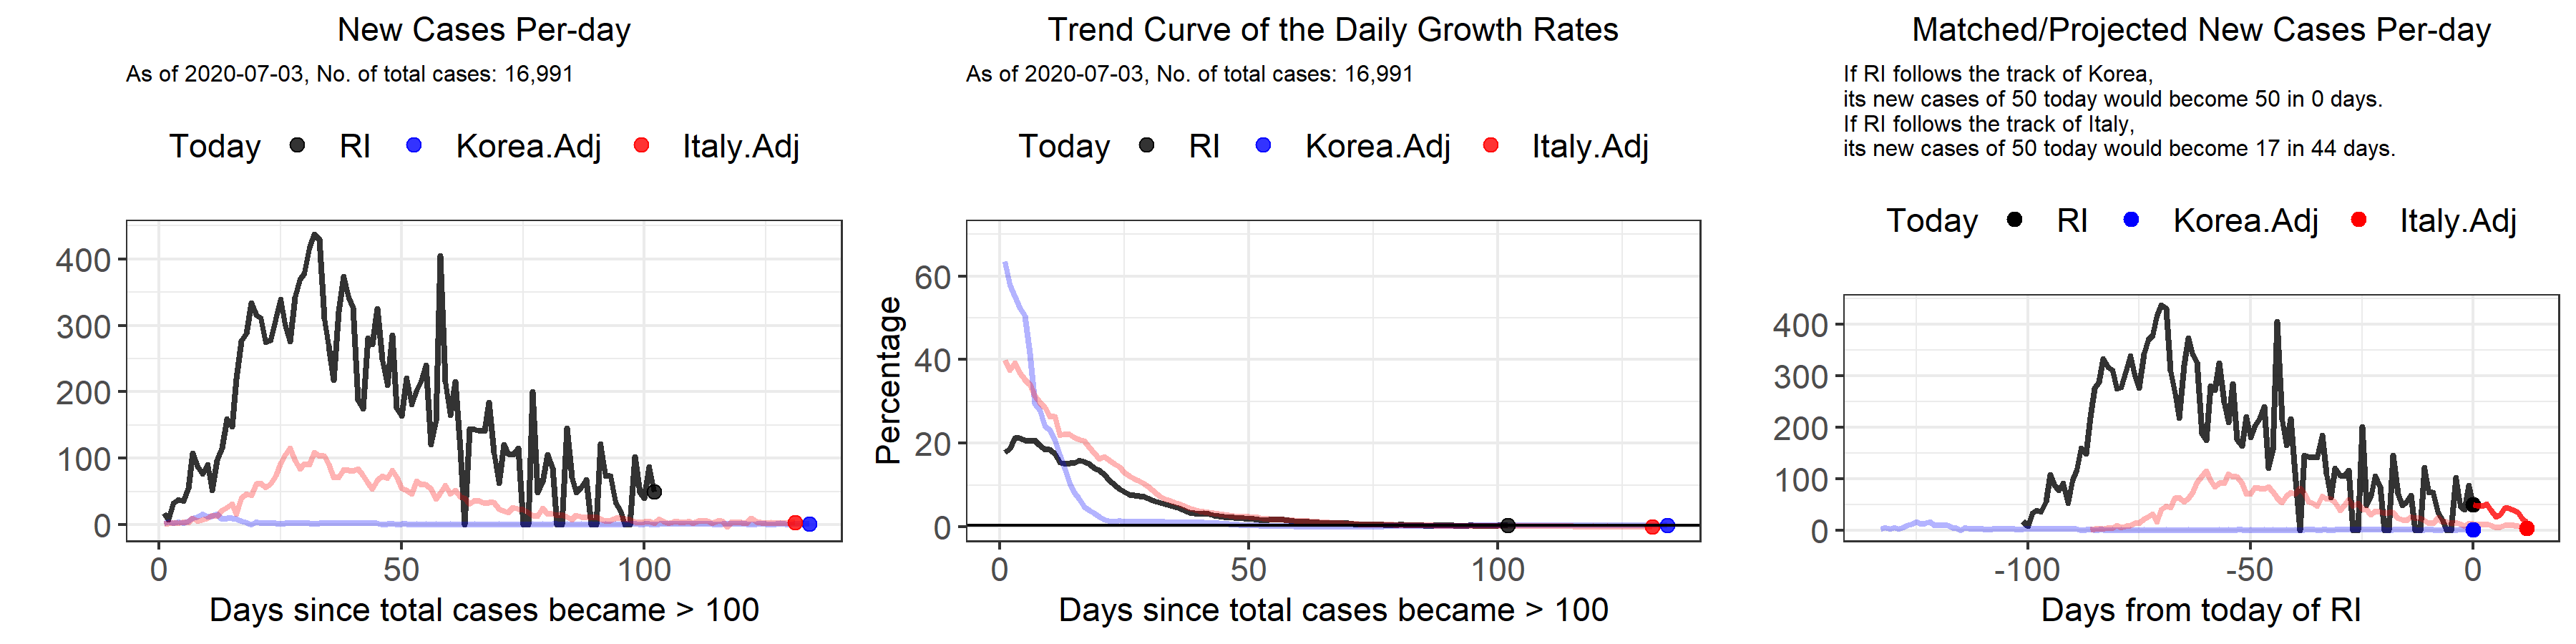 New Cases Per-day
As of 2020-07-03, No. of total cases: 16,991
Today RI Korea.Adj Italy.Adj
400
300
200
100
0
0 50 100
Days since total cases became > 100
Trend Curve of the Daily Growth Rates
As of 2020-07-03, No. of total cases: 16,991
Today RI Korea.Adj Italy.Adj
Percentage
60
40
20
0
0 50 100
Days since total cases became > 100
Matched/Projected New Cases Per-day
If RI follows the track of Korea,
its new cases of 50 today would become 50 in 0 days.
If RI follows the track of Italy,
its new cases of 50 today would become 17 in 44 days.
Today RI Korea.Adj Italy.Adj
400
300
200
100
0
-100 -50 0
Days from today of RI